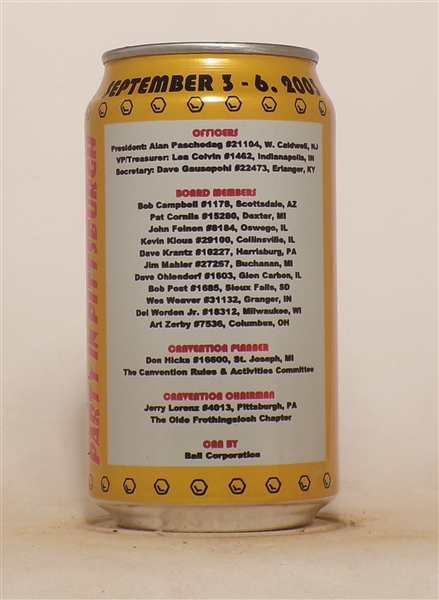 SEPTEMBER 3 - 6, 2003
PARTY IN PITTSBURGH
OFFICERS
President: Alan Paschedag #21104, W. Caldwell, NJ
VP/Treasurer: Lea Colvin #1462, Indianapolis, IN
Secretary: Dave Gausepohl #22473, Erlanger, KY
BOARD MEMBERS
Bob Campbell #1178, Scottsdale, AZ
Pat Cornils #15280, Dexter, MI
John Feinen #8184, Oswego, IL
Kevin Kious #29100, Collinsville, IL
Dave Krantz #10227, Harrisburg, PA
Jim Mahler #27267, Buchanan, MI
Dave Ohlendorf #1603, Glen Carbon, IL
Bob Post #1685, Sioux Falls, SD
Wes Weaver #31132, Granger, IN
Del Worden Jr. #18312, Milwaukee, WI
Art Zerby #7536, Columbus, OH
CANVENTION PLANNER
Don Hicks #16600, St. Joseph, MI
The Canvention Rules & Activities Committee
CANVENTION CHAIRMAN
Jerry Lorenz #4013, Pittsburgh, PA
The Olde Frothingslosh Chapter
CAN BY
Ball Corporation